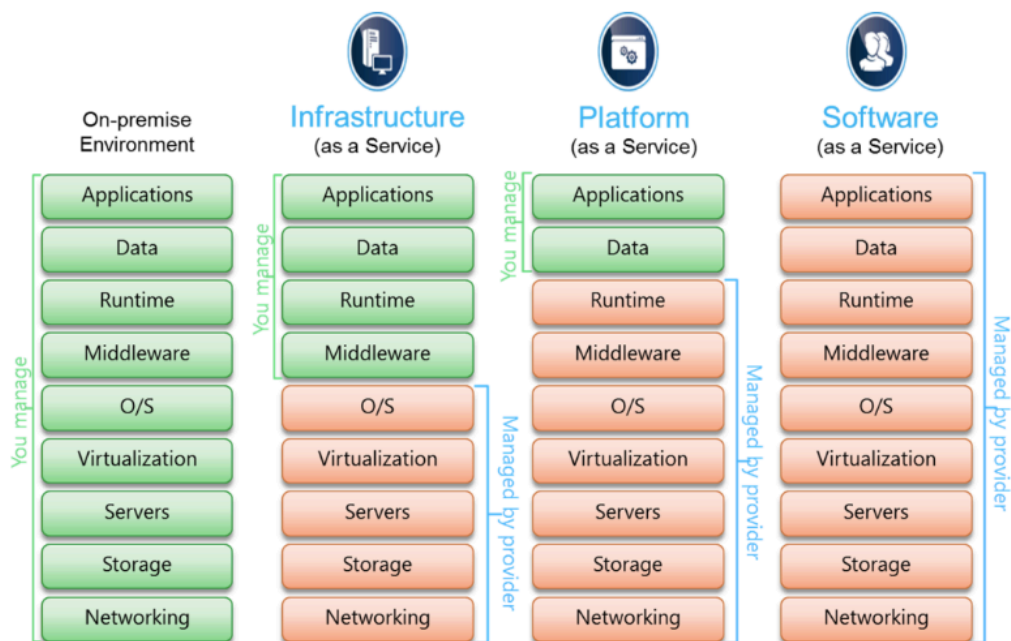 On-premise
Environment
You manage
Applications
Data
Runtime
Middleware
O/S
Virtualization
Servers
Storage
Networking
Infrastructure
(as a Service)
You manage
Applications
Data
Runtime
Middleware
O/S
Virtualization
Servers
Storage
Networking
Managed by provider
Platform
(as a Service)
You manage
Applications
Data
Runtime
Middleware
O/S
Virtualization
Servers
Storage
Networking
Managed by provider
Software
(as a Service)
Applications
Data
Runtime
Middleware
O/S
Virtualization
Servers
Storage
Networking
Managed by provider